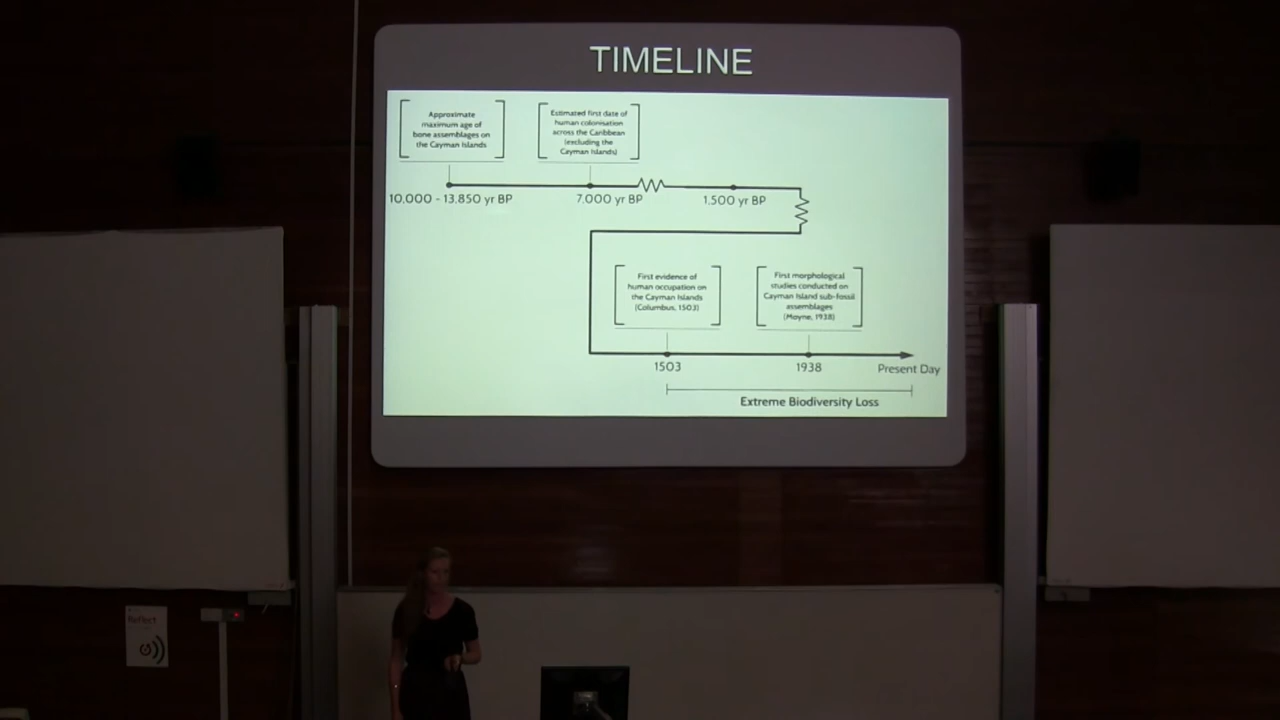 TIMELINE
Approximate
maximum age of
bone assemblages on
the Cayman Islands
Estimated first date of
human colonisation
across the Caribbean
(excluding the
Cayman Islands)
10,000 - 13.850 yr BP
7,000 yr BP
1,500 yr BP
First evidence of
human occupation on
the Cayman Islands
(Columbus, 1503)
First morphological
studies conducted on
Cayman Island sub-fossil
assemblages
(Moyne, 1938)
1503
1938
Present Day
Extreme Biodiversity Loss
Reflect